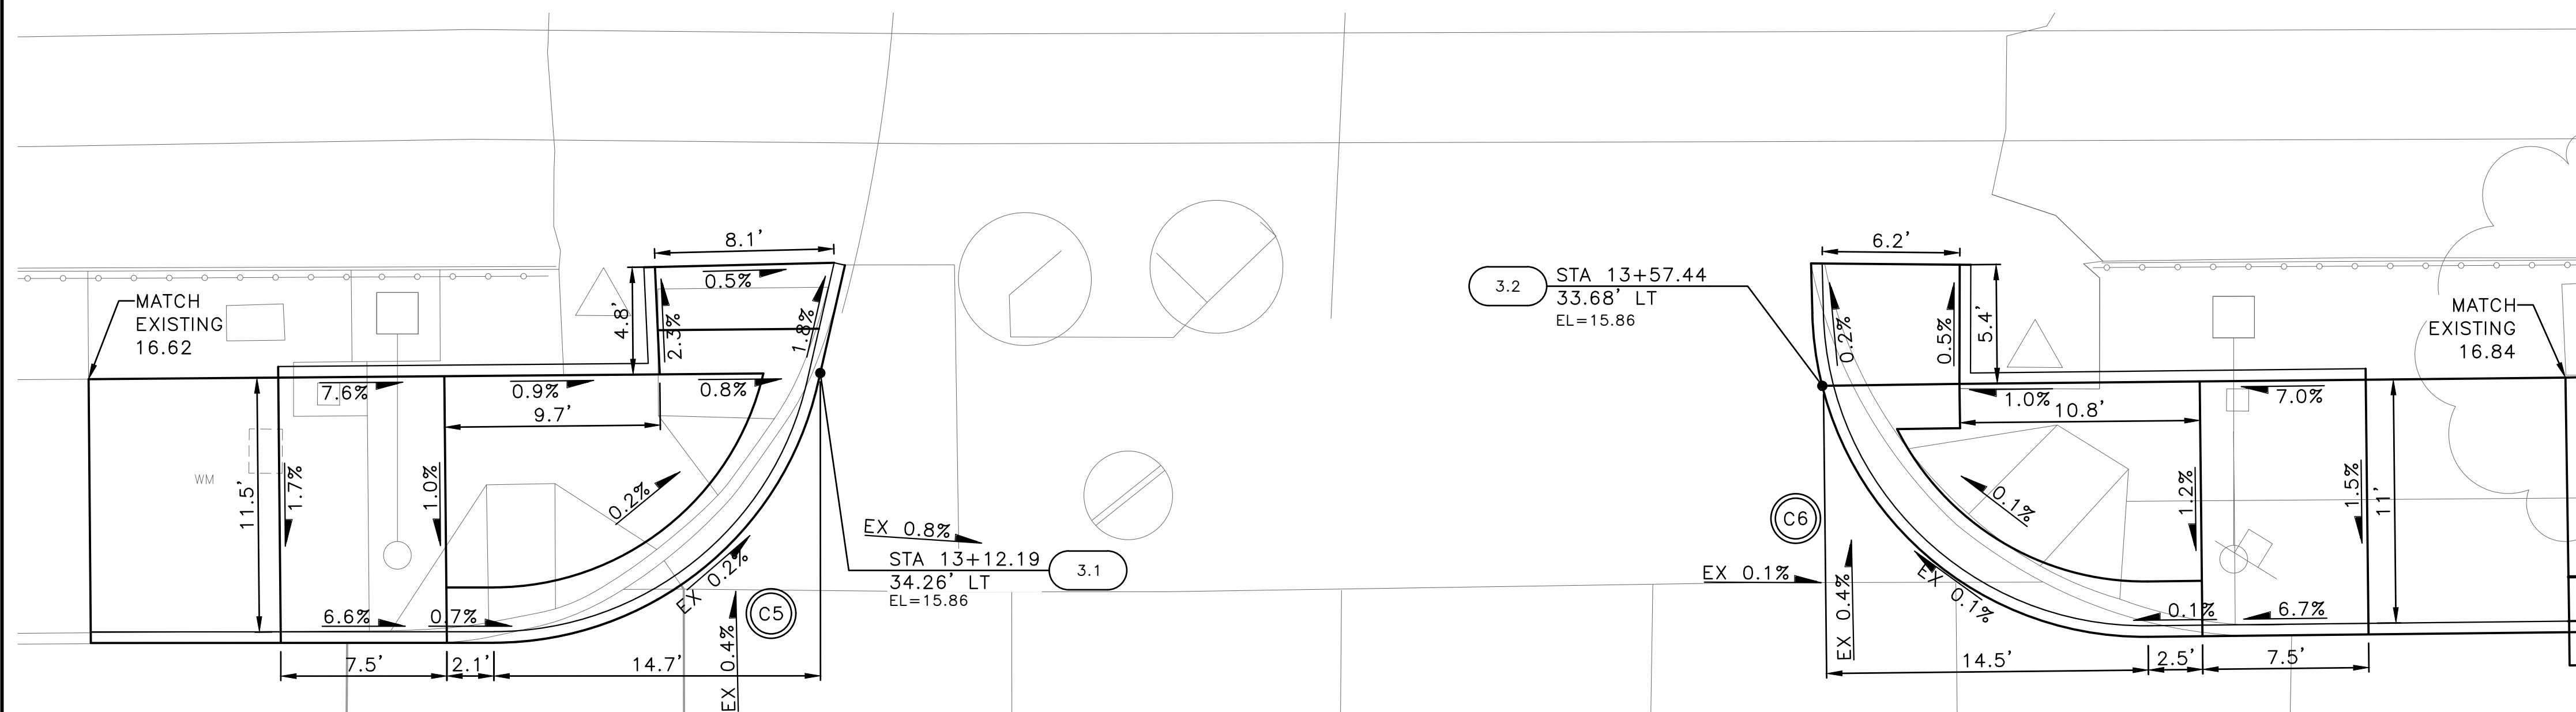 MATCH
EXISTING
16.62
WM
11.5'
1.7%
7.6%
6.6%
7.5'
11.0%
0.9%
9.7'
0.7%
2.1'
14.7'
8.1'
0.5%
4.8'
2.3%
1.8%
0.8%
0.2%
EX 0.2%
EX 0.4%
C5
EX 0.8%
STA 13+12.19
34.26' LT
EL=15.86
3.1
3.2
STA 13+57.44
33.68' LT
EL=15.86
6.2'
0.2%
0.5%
5.4'
1.0%
10.8'
7.0%
C6
EX 0.1%
EX 0.4%
0.1%
EX 0.1%
0.1%
1.2%
6.7%
1.5%
11'
14.5'
2.5'
7.5'
MATCH
EXISTING
16.84